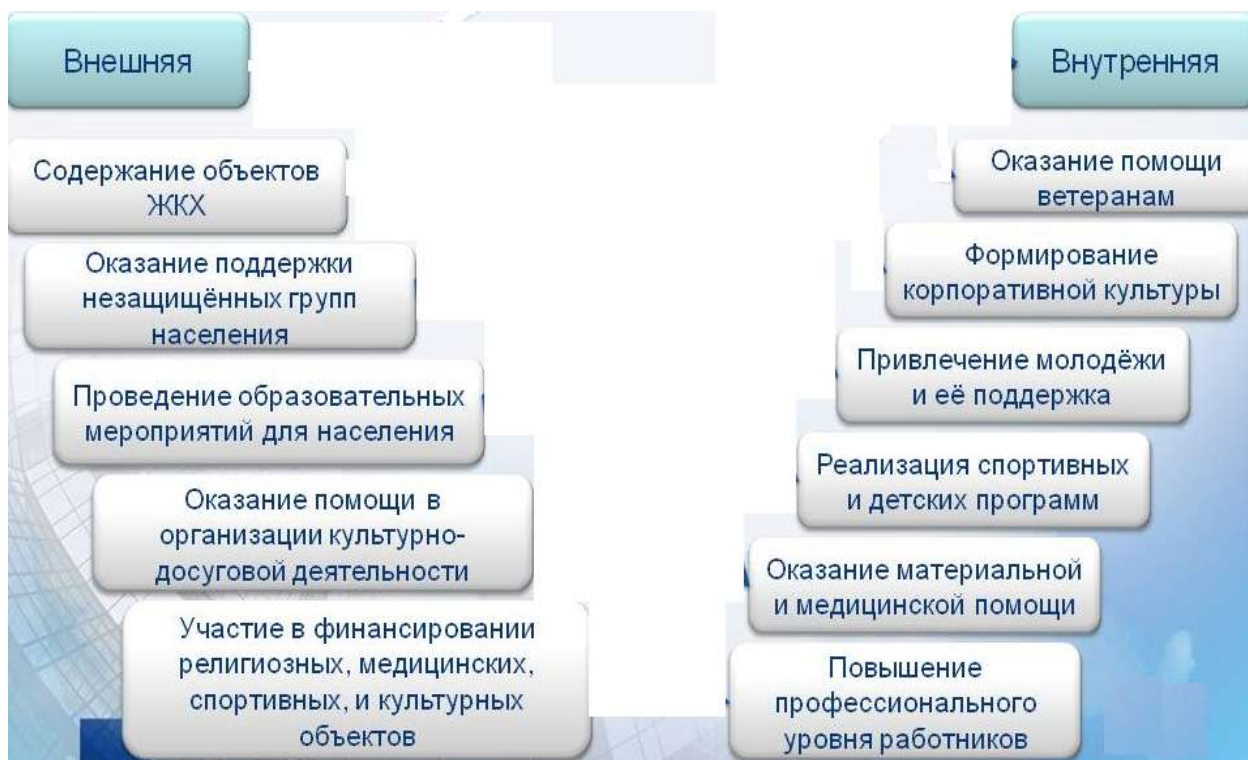 Внешняя
Содержание объектов
ЖКХ
Оказание поддержки
незащищённых групп
населения
Проведение образовательных
мероприятий для населения
Оказание помощи в
организации культурно-
досуговой деятельности
Участие в финансировании
религиозных, медицинских,
спортивных, и культурных
объектов
Внутренняя
Оказание помощи
ветеранам
Формирование
корпоративной культуры
Привлечение молодёжи
и её поддержка
Реализация спортивных
и детских программ
Оказание материальной
и медицинской помощи
Повышение
профессионального
уровня работников